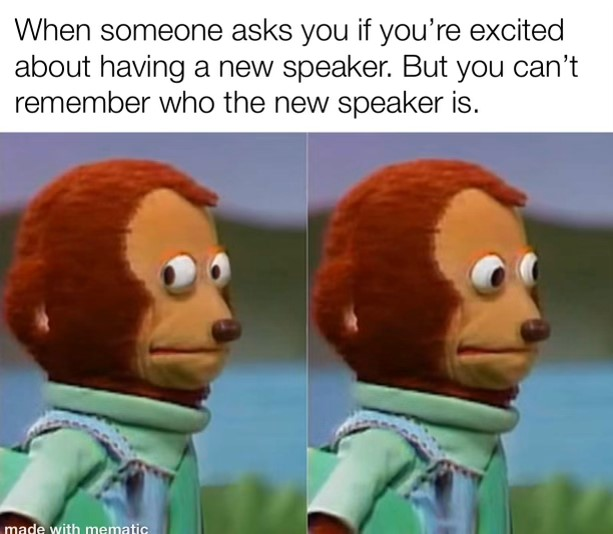 When someone asks you if you’re excited
about having a new speaker. But you can’t
remember who the new speaker is.
made with mematic